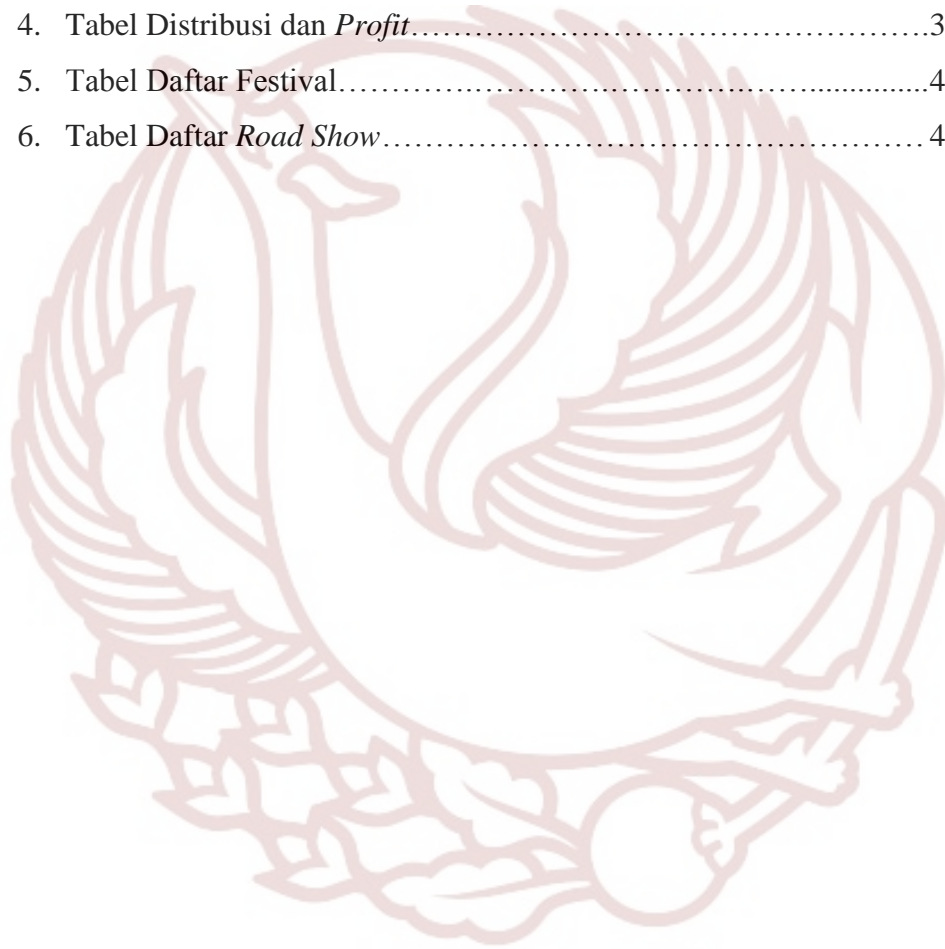 4. Tabel Distribusi dan Profit……………………………………………….3
5. Tabel Daftar Festival…………………………………………...............4
6. Tabel Daftar Road Show………………………………………………… 4